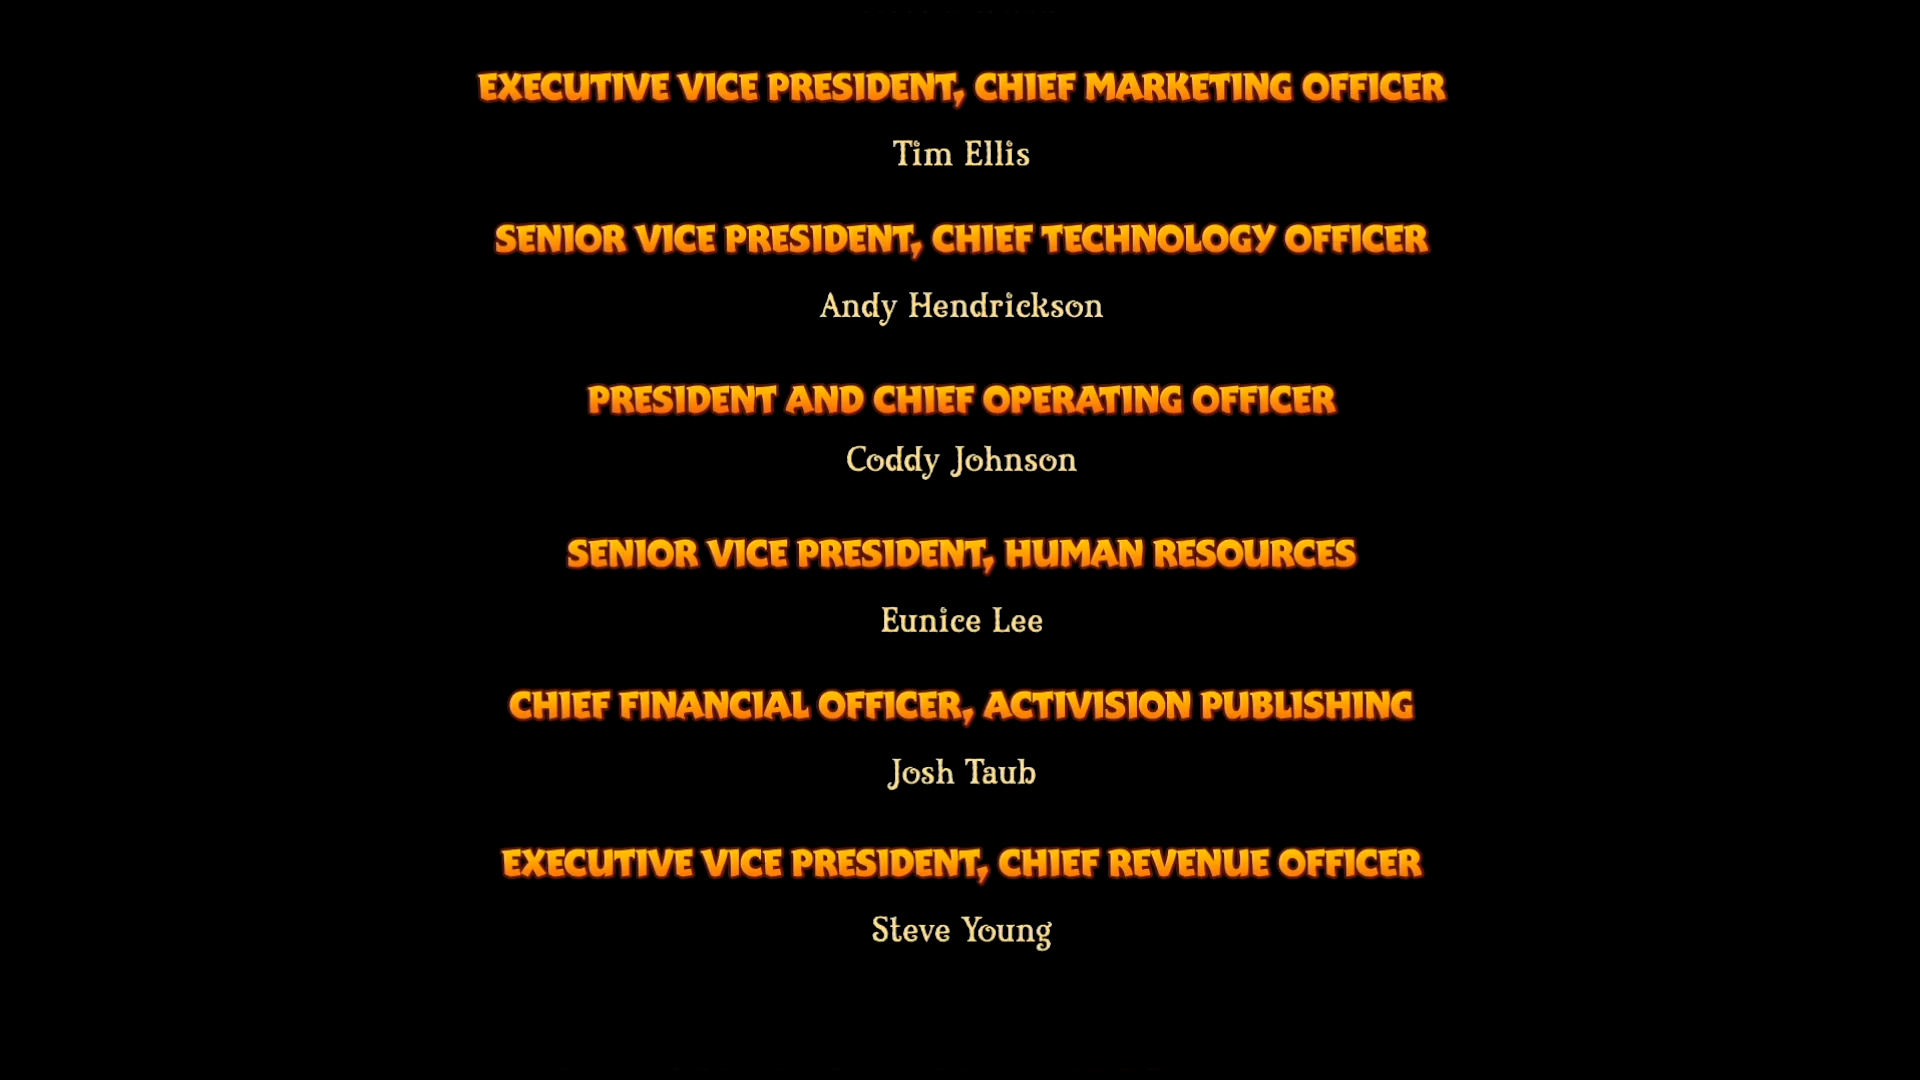 EXECUTIVE VICE PRESIDENT, CHIEF MARKETING OFFICER
Tim Ellis
SENIOR VICE PRESIDENT, CHIEF TECHNOLOGY OFFICER
Andy Hendrickson
PRESIDENT AND CHIEF OPERATING OFFICER
Coddy Johnson
SENIOR VICE PRESIDENT, HUMAN RESOURCES
Eunice Lee
CHIEF FINANCIAL OFFICER, ACTIVISION PUBLISHING
Josh Taub
EXECUTIVE VICE PRESIDENT, CHIEF REVENUE OFFICER
Steve Young